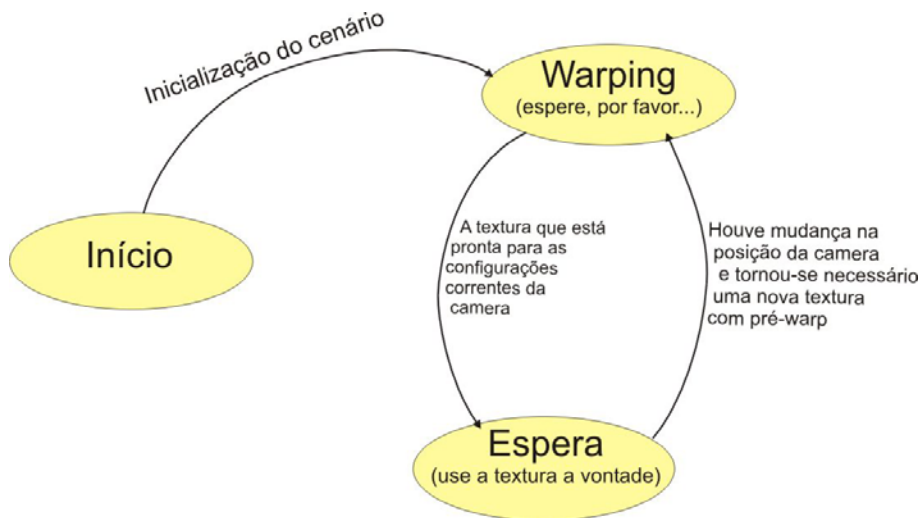 Inicialização do cenário
Warping
(espere, por favor...)
Início
A textura que está
pronta para as
configurações
correntes da
camera
Houve mudança na
posição da camera
e tornou-se necessário
uma nova textura
com pré-warp
Espera
(use a textura a vontade)